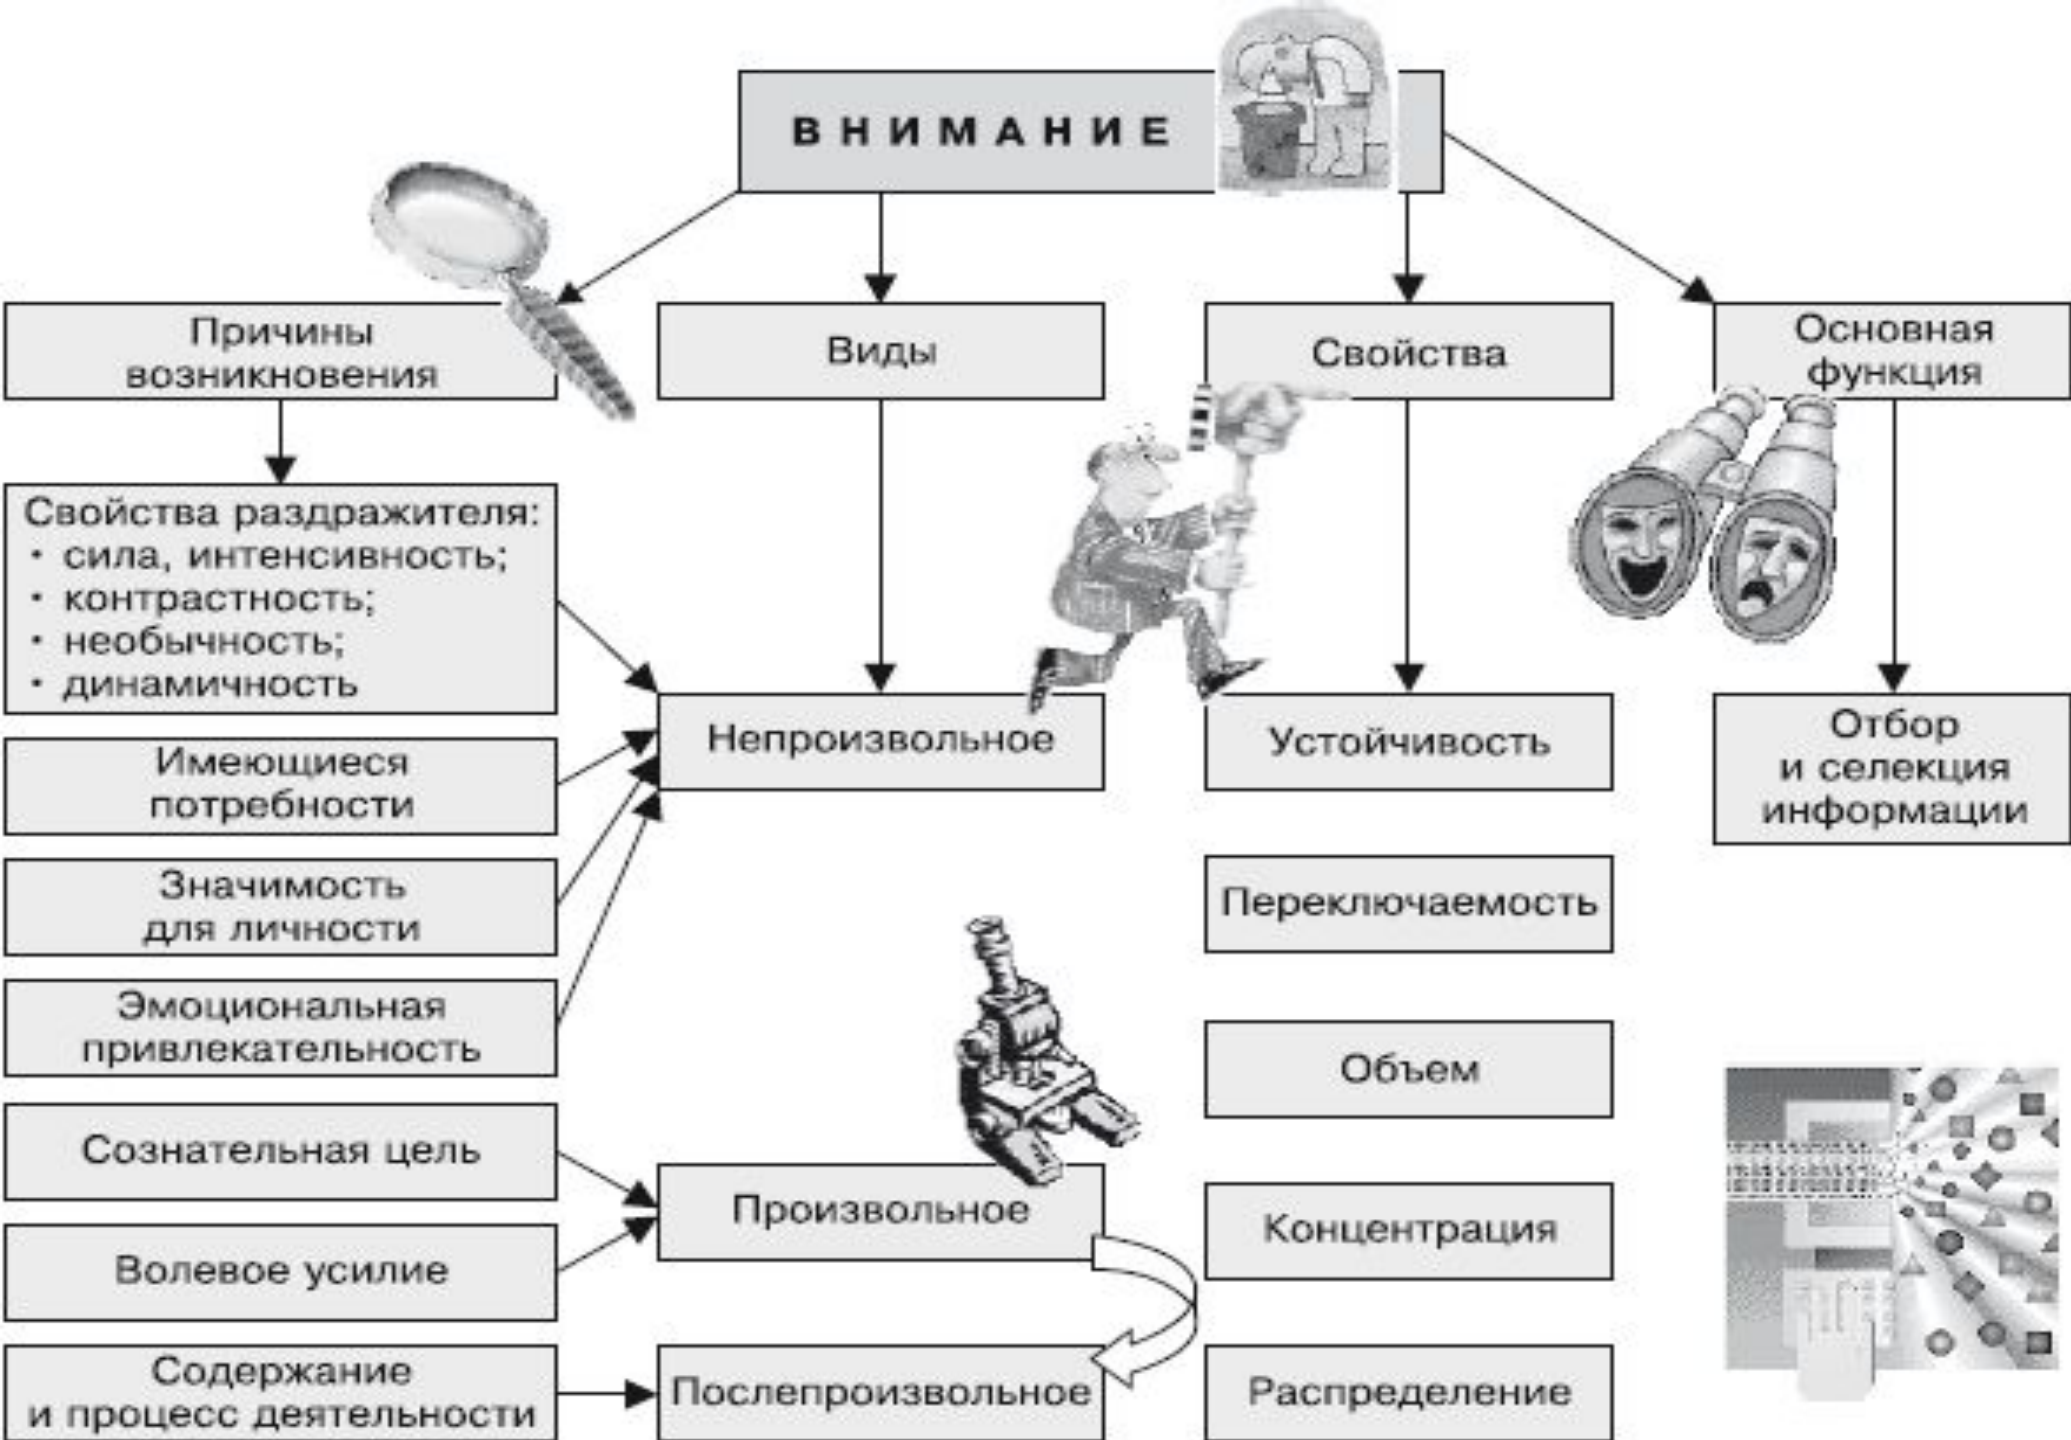 ВНИМАНИЕ
Причины
возникновения
Виды
Свойства
Основная
функция
Свойства раздражителя:
• сила, интенсивность;
• контрастность;
• необычность;
• динамичность
Имеющиеся
потребности
Значимость
для личности
Эмоциональная
привлекательность
Сознательная цель
Волевое усилие
Содержание
и процесс деятельности
Непроизвольное
Произвольное
Послепроизвольное
Устойчивость
Переключаемость
Объем
Концентрация
Распределение
Отбор
и селекция
информации